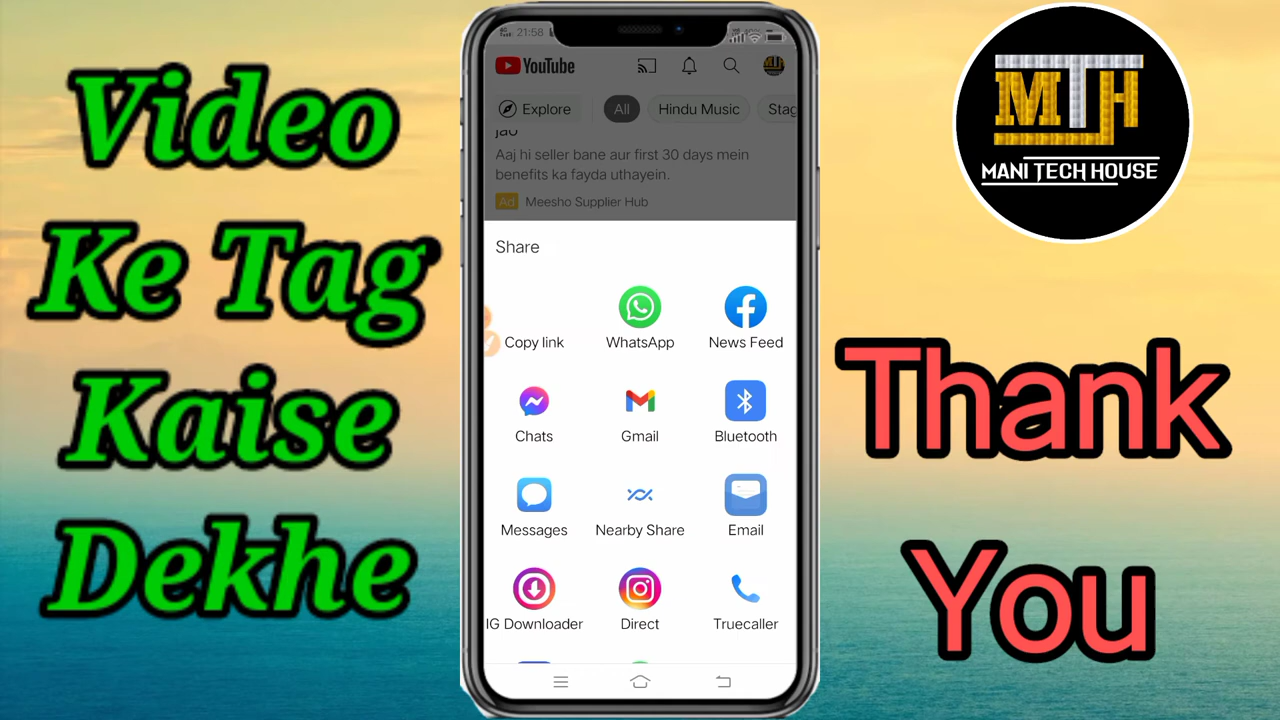 Video
Ke Tag
Kaise
Dekhe
21:58
YouTube
Explore
All
Hindu Music
Stag
jao
Aaj hi seller bane aur first 30 days mein
benefits ka fayda uthayein.
Ad Meesho Supplier Hub
Share
Copy link
WhatsApp
News Feed
Chats
Gmail
Bluetooth
Messages
Nearby Share
Email
IG Downloader
Direct
Truecaller
MTH
MANI TECH HOUSE
Thank
You